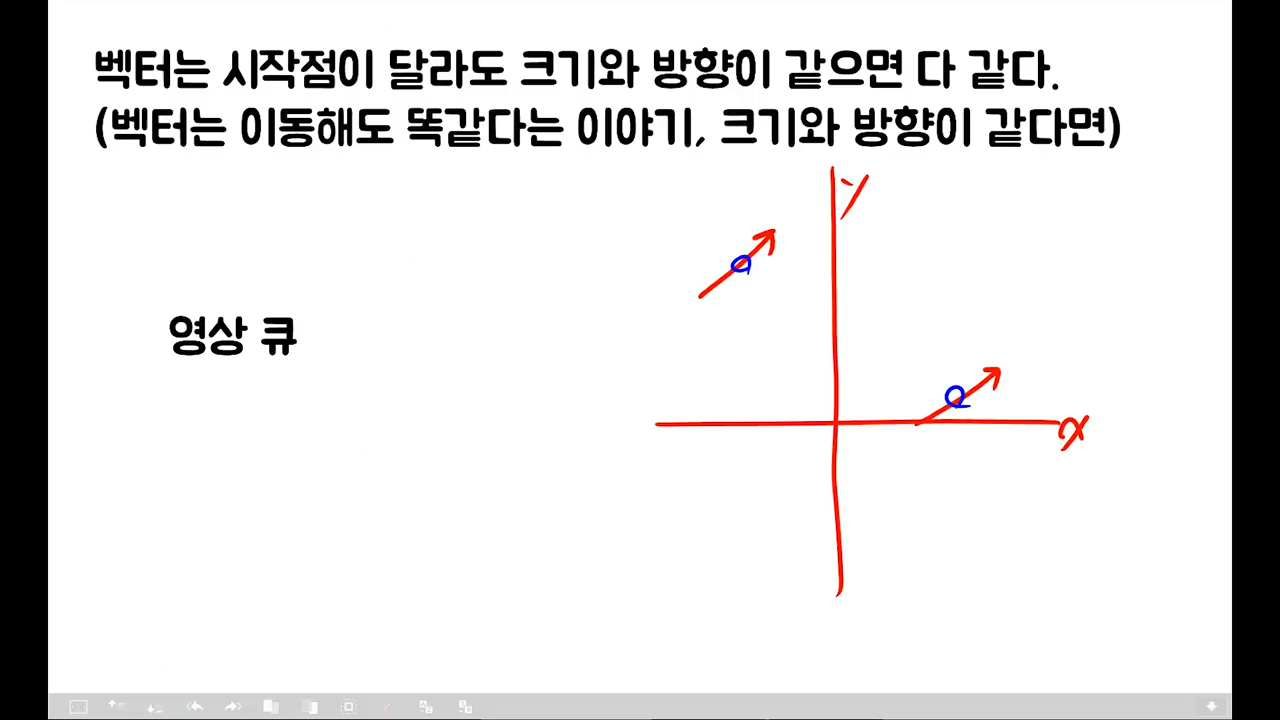 벡터는 시작점이 달라도 크기와 방향이 같으면 다 같다.
(벡터는 이동해도 똑같다는 이야기, 크기와 방향이 같다면)
y
a
영상 큐
a
x